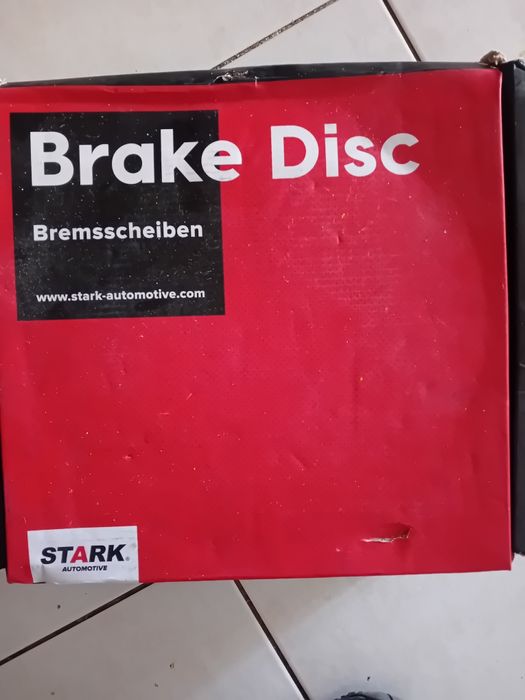 Brake Disc
Bremsscheiben
www.stark-automotive.com
STARK®
AUTOMOTIVE